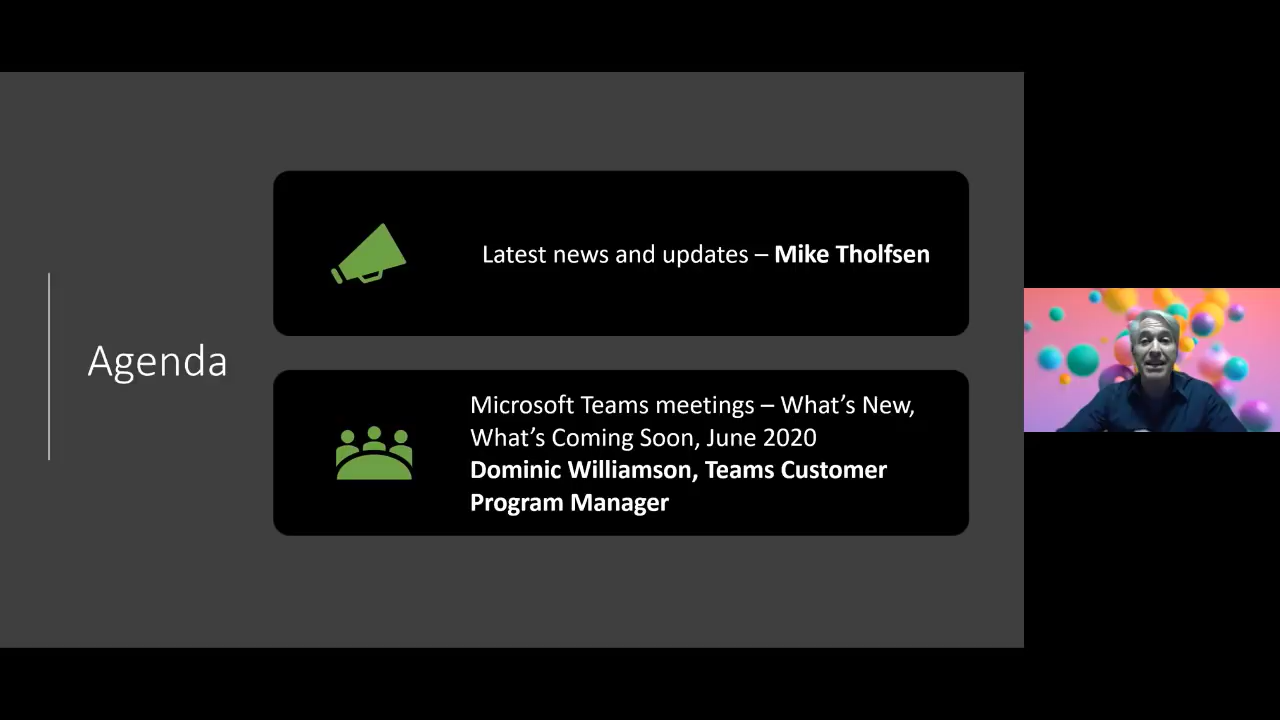 Agenda
Latest news and updates – Mike Tholfsen
Microsoft Teams meetings – What’s New,
What’s Coming Soon, June 2020
Dominic Williamson, Teams Customer
Program Manager